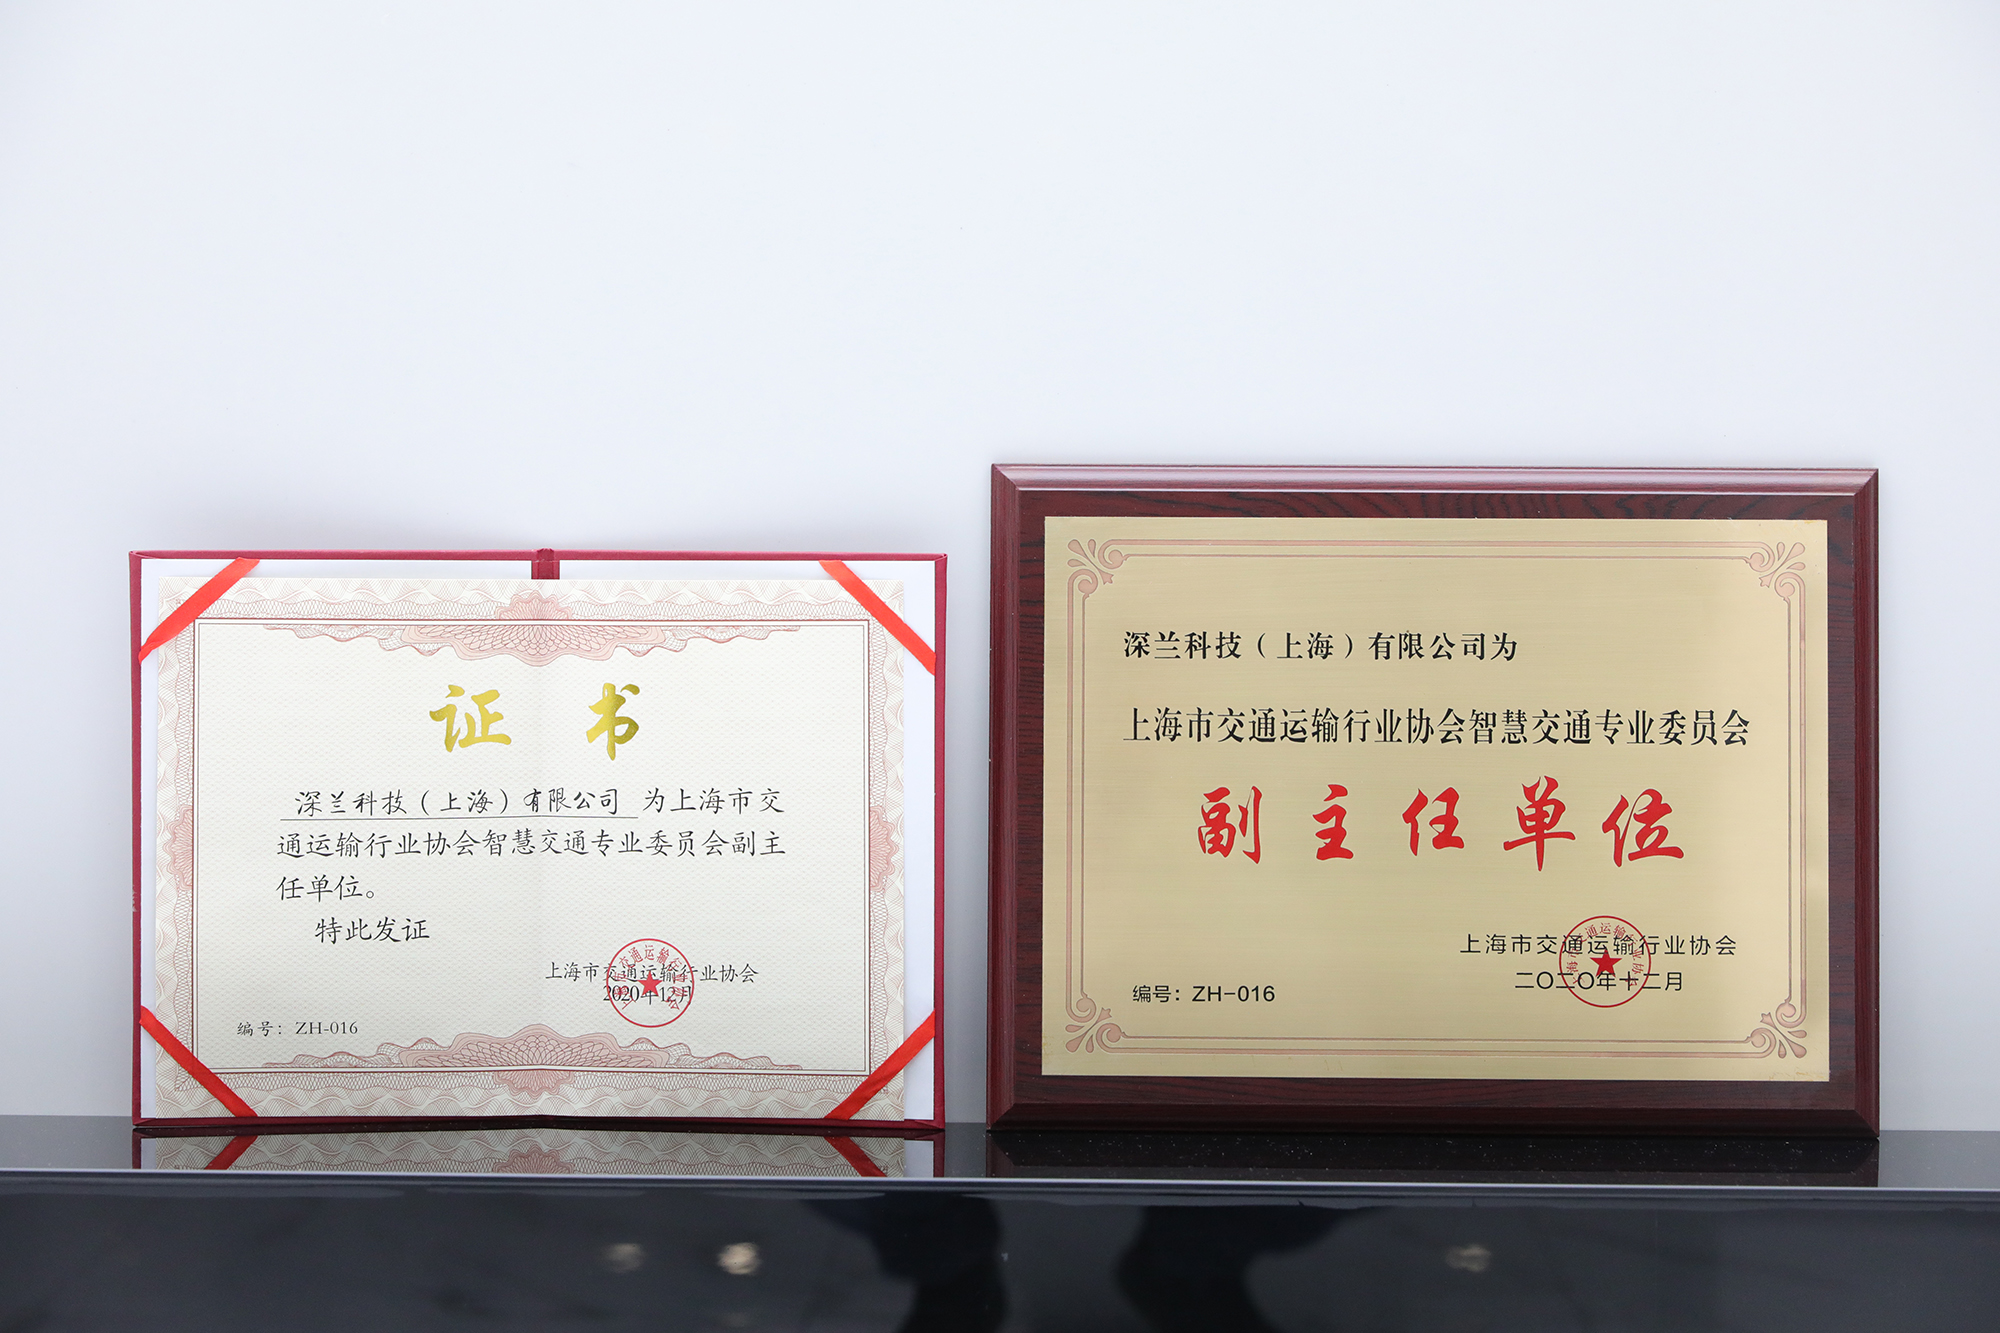 证书
深兰科技（上海）有限公司 为上海市交
通运输行业协会智慧交通专业委员会副主
任单位。
特此发证
上海市交通运输行业协会
2020年12月
编号：ZH-016
深兰科技（上海）有限公司为
上海市交通运输行业协会智慧交通专业委员会
副主任单位
上海市交通运输行业协会
二〇二〇年十二月
编号：ZH-016